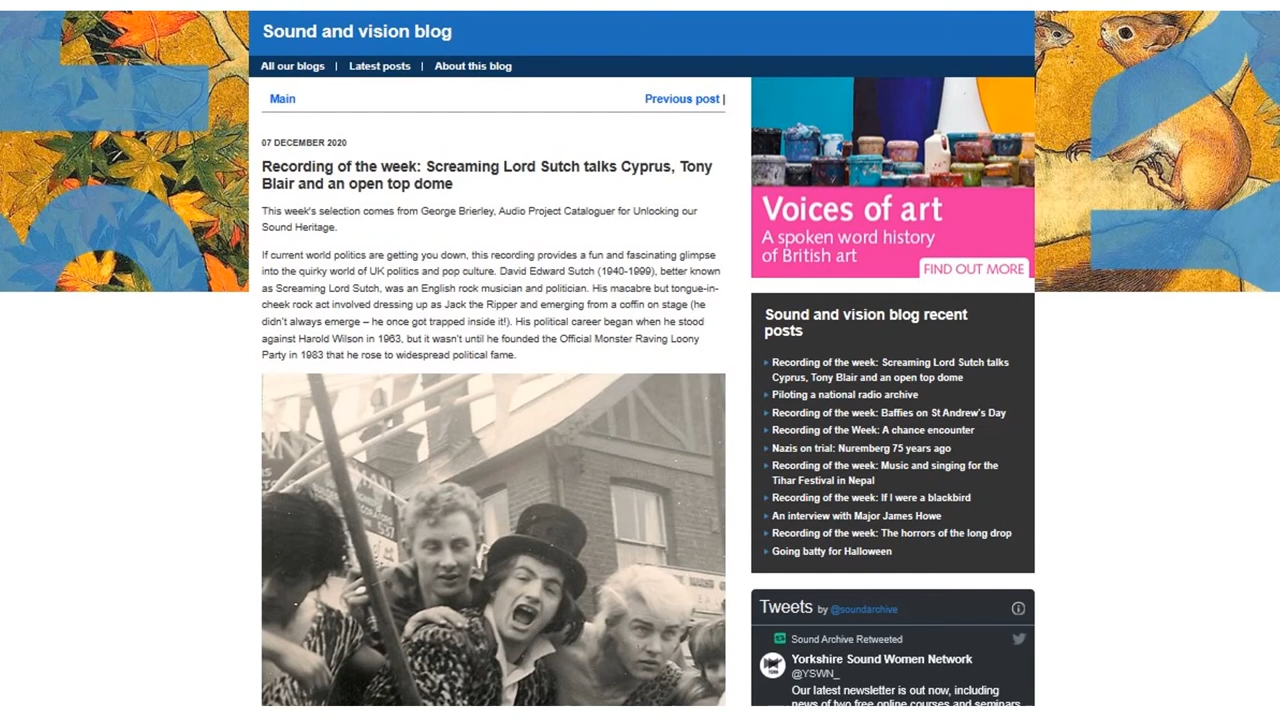 Sound and vision blog
All our blogs | Latest posts | About this blog
Main
Previous post |
07 DECEMBER 2020
Recording of the week: Screaming Lord Sutch talks Cyprus, Tony
Blair and an open top dome
This week's selection comes from George Brierley, Audio Project Cataloguer for Unlocking our
Sound Heritage.
If current world politics are getting you down, this recording provides a fun and fascinating glimpse
into the quirky world of UK politics and pop culture. David Edward Sutch (1940-1999), better known
as Screaming Lord Sutch, was an English rock musician and politician. His macabre but tongue-in-
cheek rock act involved dressing up as Jack the Ripper and emerging from a coffin on stage (he
didn't always emerge – he once got trapped inside it!). His political career began when he stood
against Harold Wilson in 1963, but it wasn't until he founded the Official Monster Raving Loony
Party in 1983 that he rose to widespread political fame.
Voices of art
A spoken word history
of British art
FIND OUT MORE
Sound and vision blog recent
posts
Recording of the week: Screaming Lord Sutch talks
Cyprus, Tony Blair and an open top dome
Piloting a national radio archive
Recording of the week: Baffies on St Andrew's Day
Recording of the Week: A chance encounter
Nazis on trial: Nuremberg 75 years ago
Recording of the week: Music and singing for the
Tihar Festival in Nepal
Recording of the week: If I were a blackbird
An interview with Major James Howe
Recording of the week: The horrors of the long drop
Going batty for Halloween
Tweets by @soundarchive
Sound Archive Retweeted
Yorkshire Sound Women Network
@YSWN_
Our latest newsletter is out now, including
news of two free online courses and seminars